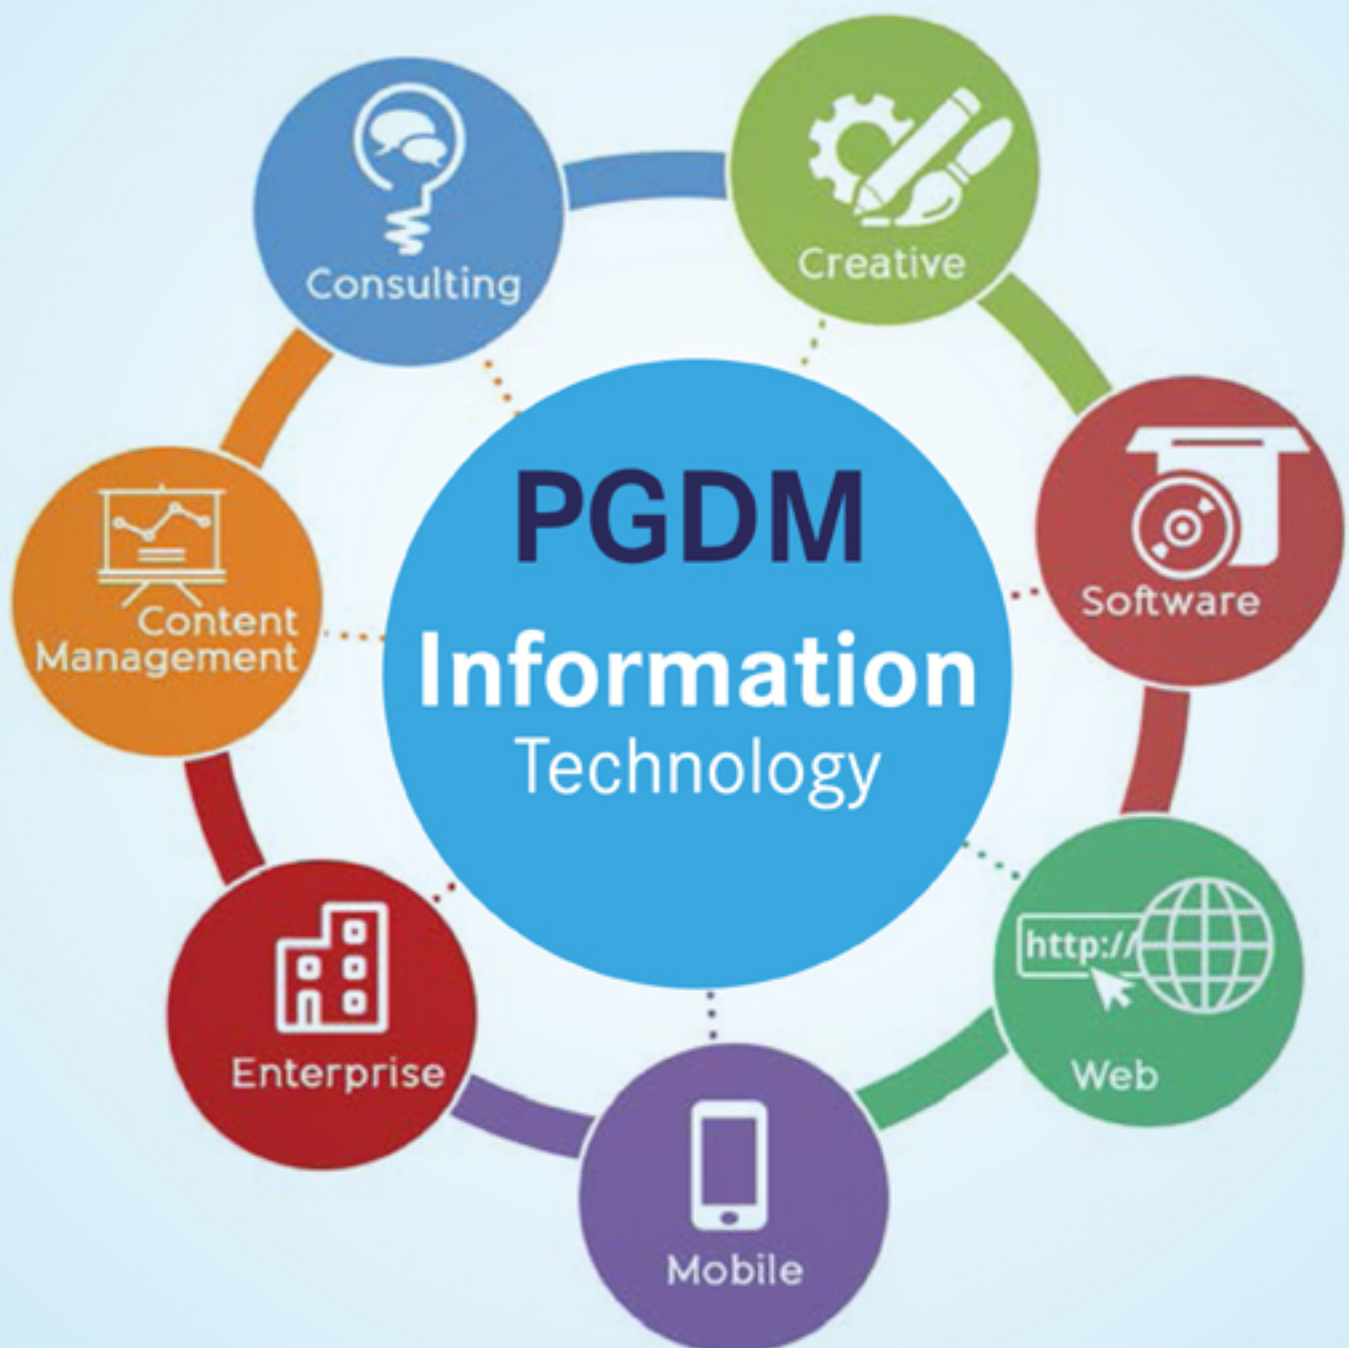 Consulting
Creative
Software
http://
Web
Mobile
Enterprise
Content
Management
PGDM
Information
Technology